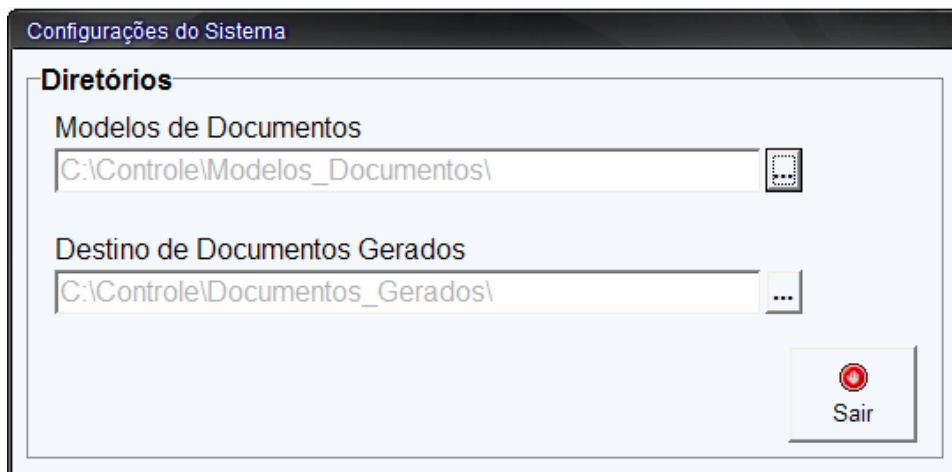 Configurações do Sistema
Diretórios
Modelos de Documentos
C:\Controle\Modelos_Documentos\
...
Destino de Documentos Gerados
C:\Controle\Documentos_Gerados\
...
Sair